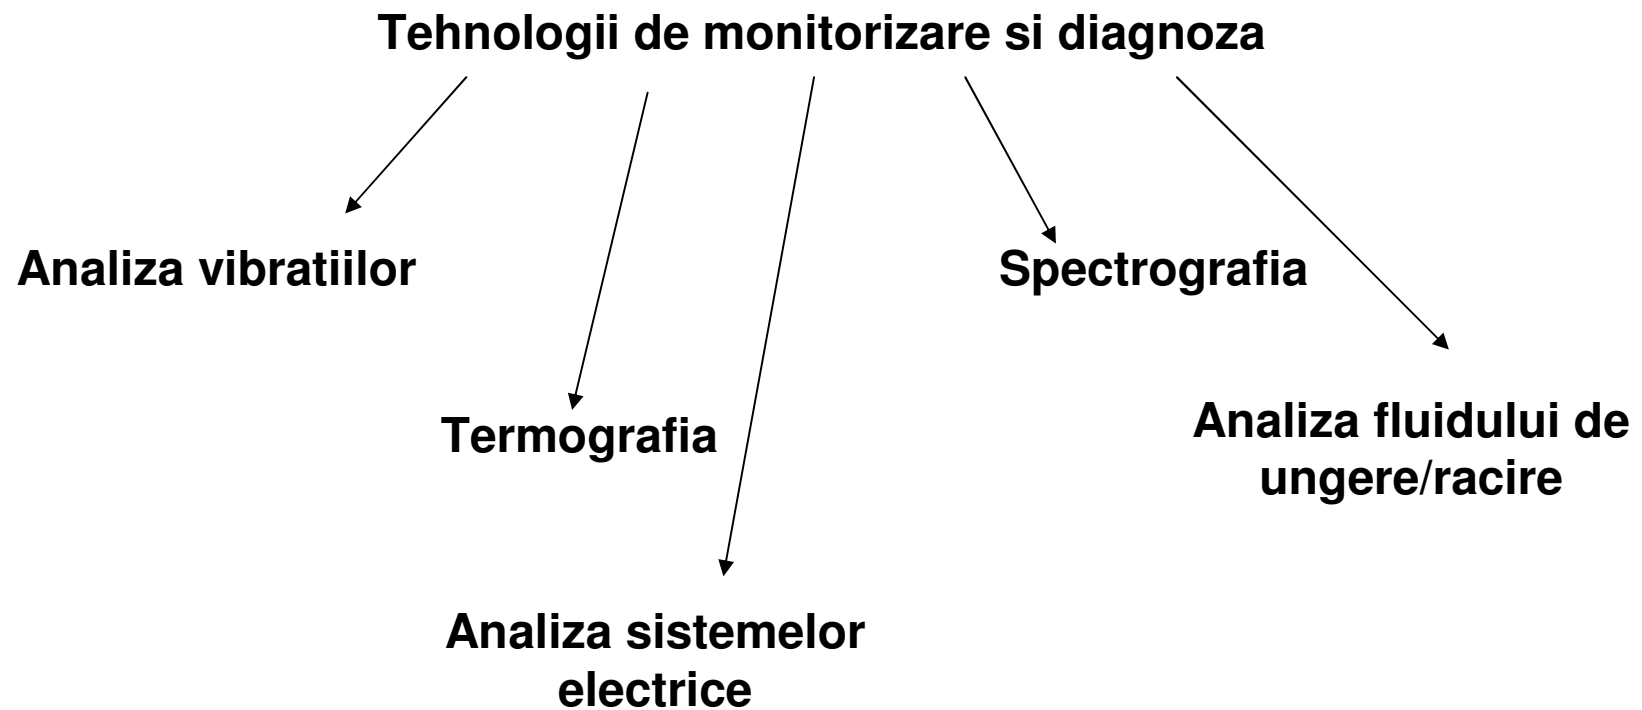 Tehnologii de monitorizare si diagnoza
Analiza vibratiilor
Spectrografia
Termografia
Analiza fluidului de
ungere/racire
Analiza sistemelor
electrice